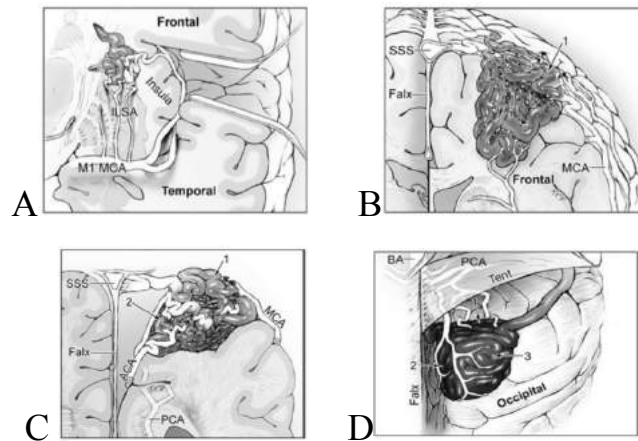 Frontal
Insula
ILSA
M1 MCA
Temporal
A
1
SSS
Falx
MCA
Frontal
B
1
SSS
2
MCA
Falx
ACA
PCA
C
BA
PCA
Tent
2
3
Falx
Occipital
D